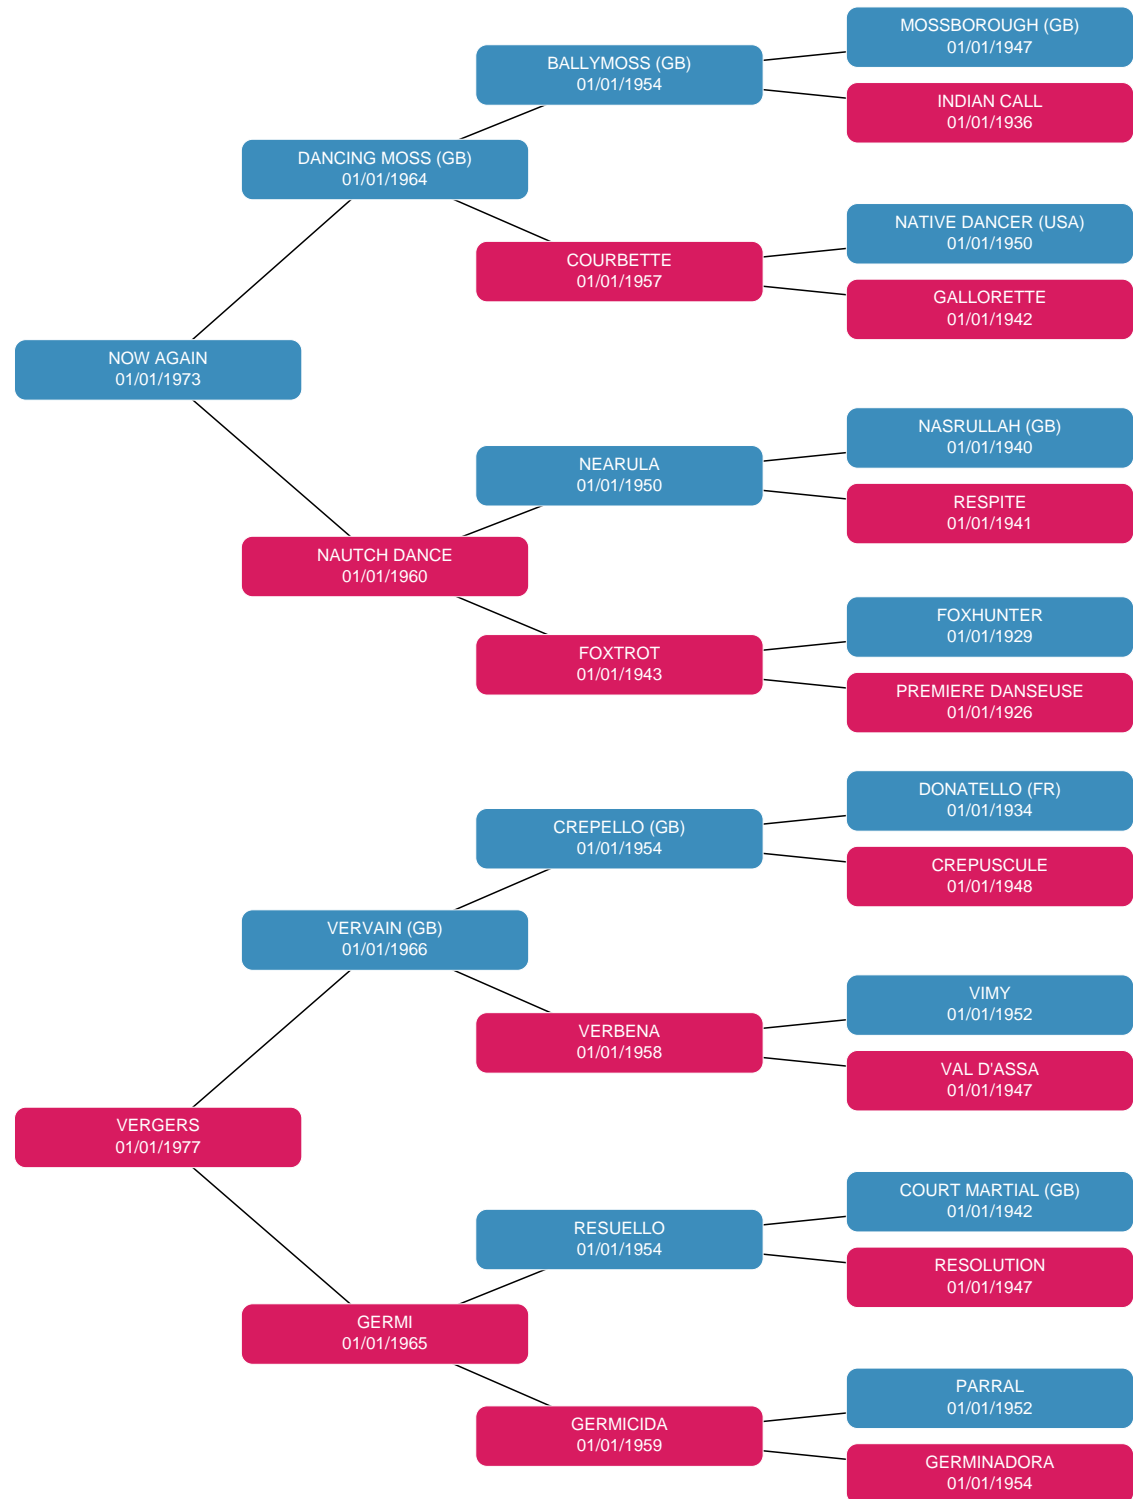 MOSSBOROUGH (GB)
01/01/1947
BALLYMOSS (GB)
01/01/1954
INDIAN CALL
01/01/1936
DANCING MOSS (GB)
01/01/1964
NATIVE DANCER (USA)
01/01/1950
COURBETTE
01/01/1957
GALLORETTE
01/01/1942
NOW AGAIN
01/01/1973
NASRULLAH (GB)
01/01/1940
NEARULA
01/01/1950
RESPITE
01/01/1941
NAUTCH DANCE
01/01/1960
FOXHUNTER
01/01/1929
FOXTROT
01/01/1943
PREMIERE DANSEUSE
01/01/1926
DONATELLO (FR)
01/01/1934
CREPELLO (GB)
01/01/1954
CREPUSCULE
01/01/1948
VERVAIN (GB)
01/01/1966
VIMY
01/01/1952
VERBENA
01/01/1958
VAL D'ASSA
01/01/1947
VERGERS
01/01/1977
COURT MARTIAL (GB)
01/01/1942
RESUELLO
01/01/1954
RESOLUTION
01/01/1947
GERMI
01/01/1965
PARRAL
01/01/1952
GERMICIDA
01/01/1959
GERMINADORA
01/01/1954